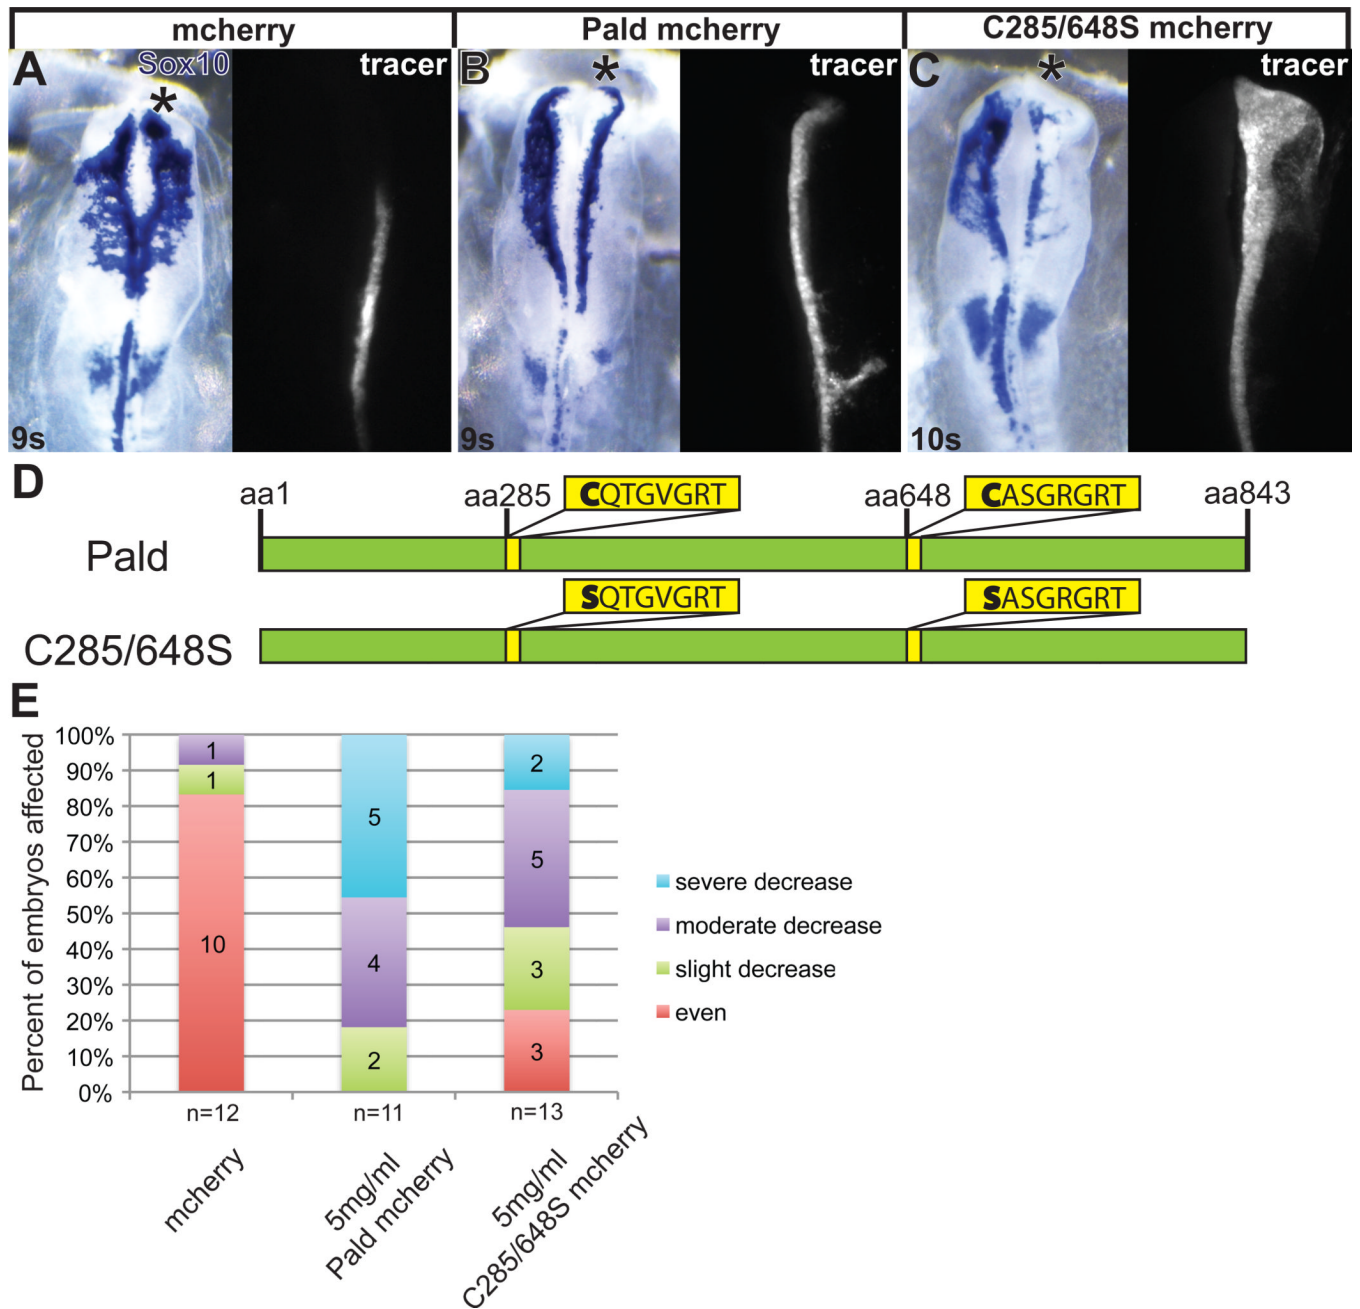 mcherry
Pald mcherry
C285/648S mcherry
A
Sox10
*
tracer
9s
B
*
tracer
9s
C
*
tracer
10s
D
aa1
aa285
CQTGVGRT
aa648
CASGRGRT
aa843
Pald
SQTGVGRT
SASGRGRT
C285/648S
E
Percent of embryos affected
100%
90%
80%
70%
60%
50%
40%
30%
20%
10%
0%
1
1
10
5
4
2
2
5
3
3
severe decrease
moderate decrease
slight decrease
even
n=12
n=11
n=13
mcherry
5mg/ml
Pald mcherry
5mg/ml
C285/648S mcherry